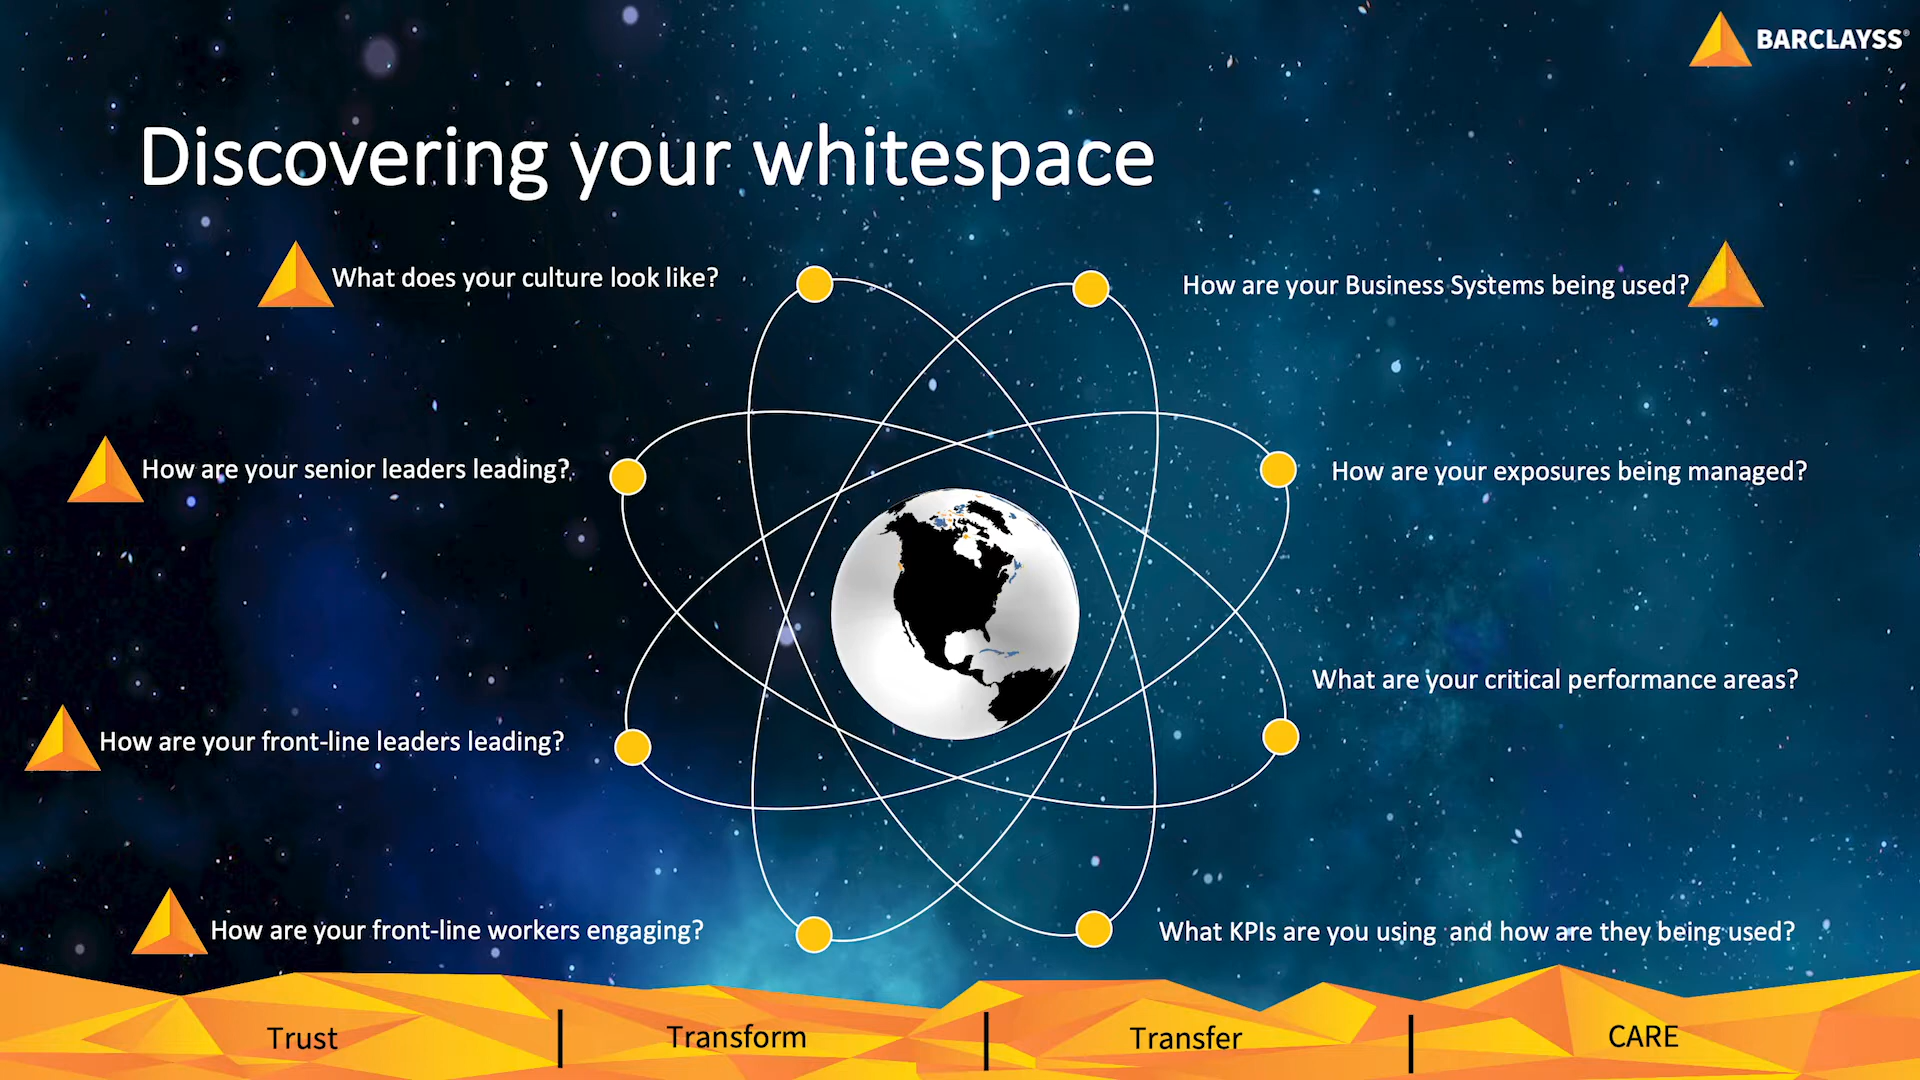 BARCLAYSS®
Discovering your whitespace
What does your culture look like?
How are your Business Systems being used?
How are your senior leaders leading?
How are your exposures being managed?
What are your critical performance areas?
How are your front-line leaders leading?
How are your front-line workers engaging?
What KPIs are you using and how are they being used?
Trust
Transform
Transfer
CARE